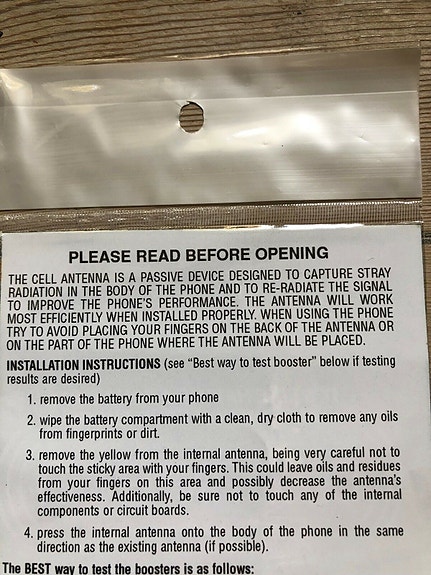 PLEASE READ BEFORE OPENING
THE CELL ANTENNA IS A PASSIVE DEVICE DESIGNED TO CAPTURE STRAY
RADIATION IN THE BODY OF THE PHONE AND TO RE-RADIATE THE SIGNAL
TO IMPROVE THE PHONE'S PERFORMANCE. THE ANTENNA WILL WORK
MOST EFFICIENTLY WHEN INSTALLED PROPERLY. WHEN USING THE PHONE
TRY TO AVOID PLACING YOUR FINGERS ON THE BACK OF THE ANTENNA OR
ON THE PART OF THE PHONE WHERE THE ANTENNA WILL BE PLACED.
INSTALLATION INSTRUCTIONS (see "Best way to test booster" below if testing
results are desired)
1. remove the battery from your phone
2. wipe the battery compartment with a clean, dry cloth to remove any oils
from fingerprints or dirt.
3. remove the yellow from the internal antenna, being very careful not to
touch the sticky area with your fingers. This could leave oils and residues
from your fingers on this area and possibly decrease the antenna's
effectiveness. Additionally, be sure not to touch any of the internal
components or circuit boards.
4. press the internal antenna onto the body of the phone in the same
direction as the existing antenna (if possible).
The BEST way to test the boosters is as follows: